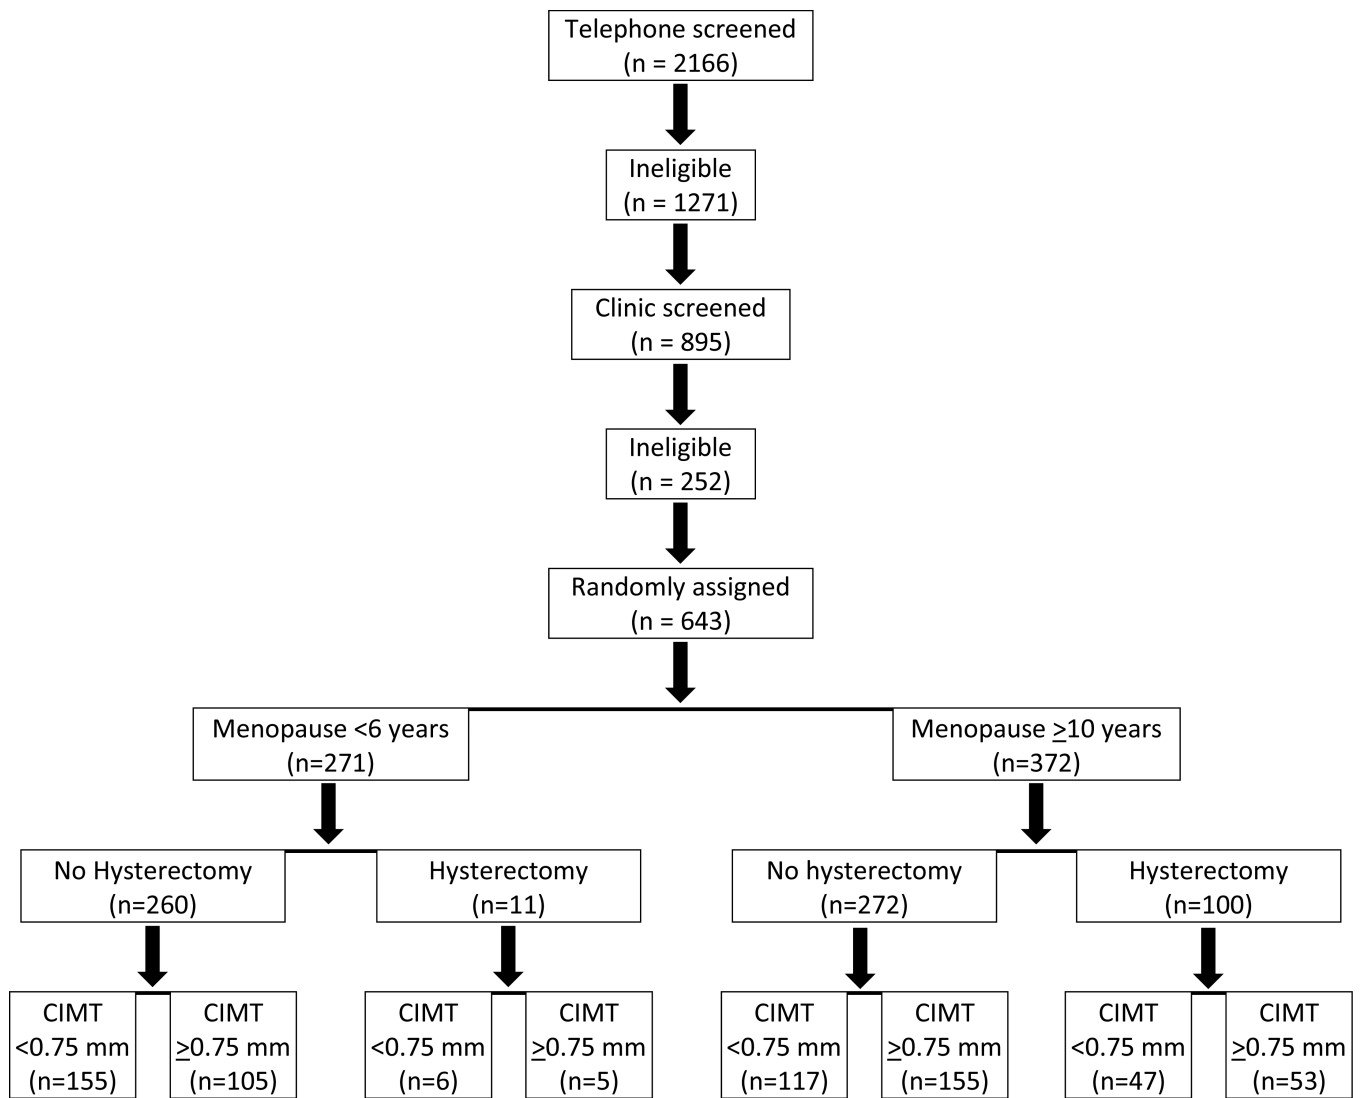 Telephone screened
(n = 2166)
Ineligible
(n = 1271)
Clinic screened
(n = 895)
Ineligible
(n = 252)
Randomly assigned
(n = 643)
Menopause <6 years
(n=271)
Menopause ≥10 years
(n=372)
No Hysterectomy
(n=260)
Hysterectomy
(n=11)
No hysterectomy
(n=272)
Hysterectomy
(n=100)
CIMT
<0.75 mm
(n=155)
CIMT
≥0.75 mm
(n=105)
CIMT
<0.75 mm
(n=6)
CIMT
≥0.75 mm
(n=5)
CIMT
<0.75 mm
(n=117)
CIMT
≥0.75 mm
(n=155)
CIMT
<0.75 mm
(n=47)
CIMT
≥0.75 mm
(n=53)